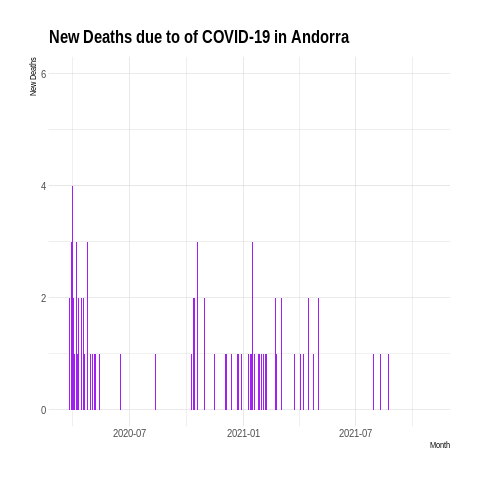 New Deaths due to of COVID-19 in Andorra
New Deaths
6
4
2
0
2020-07 2021-01 2021-07
Month